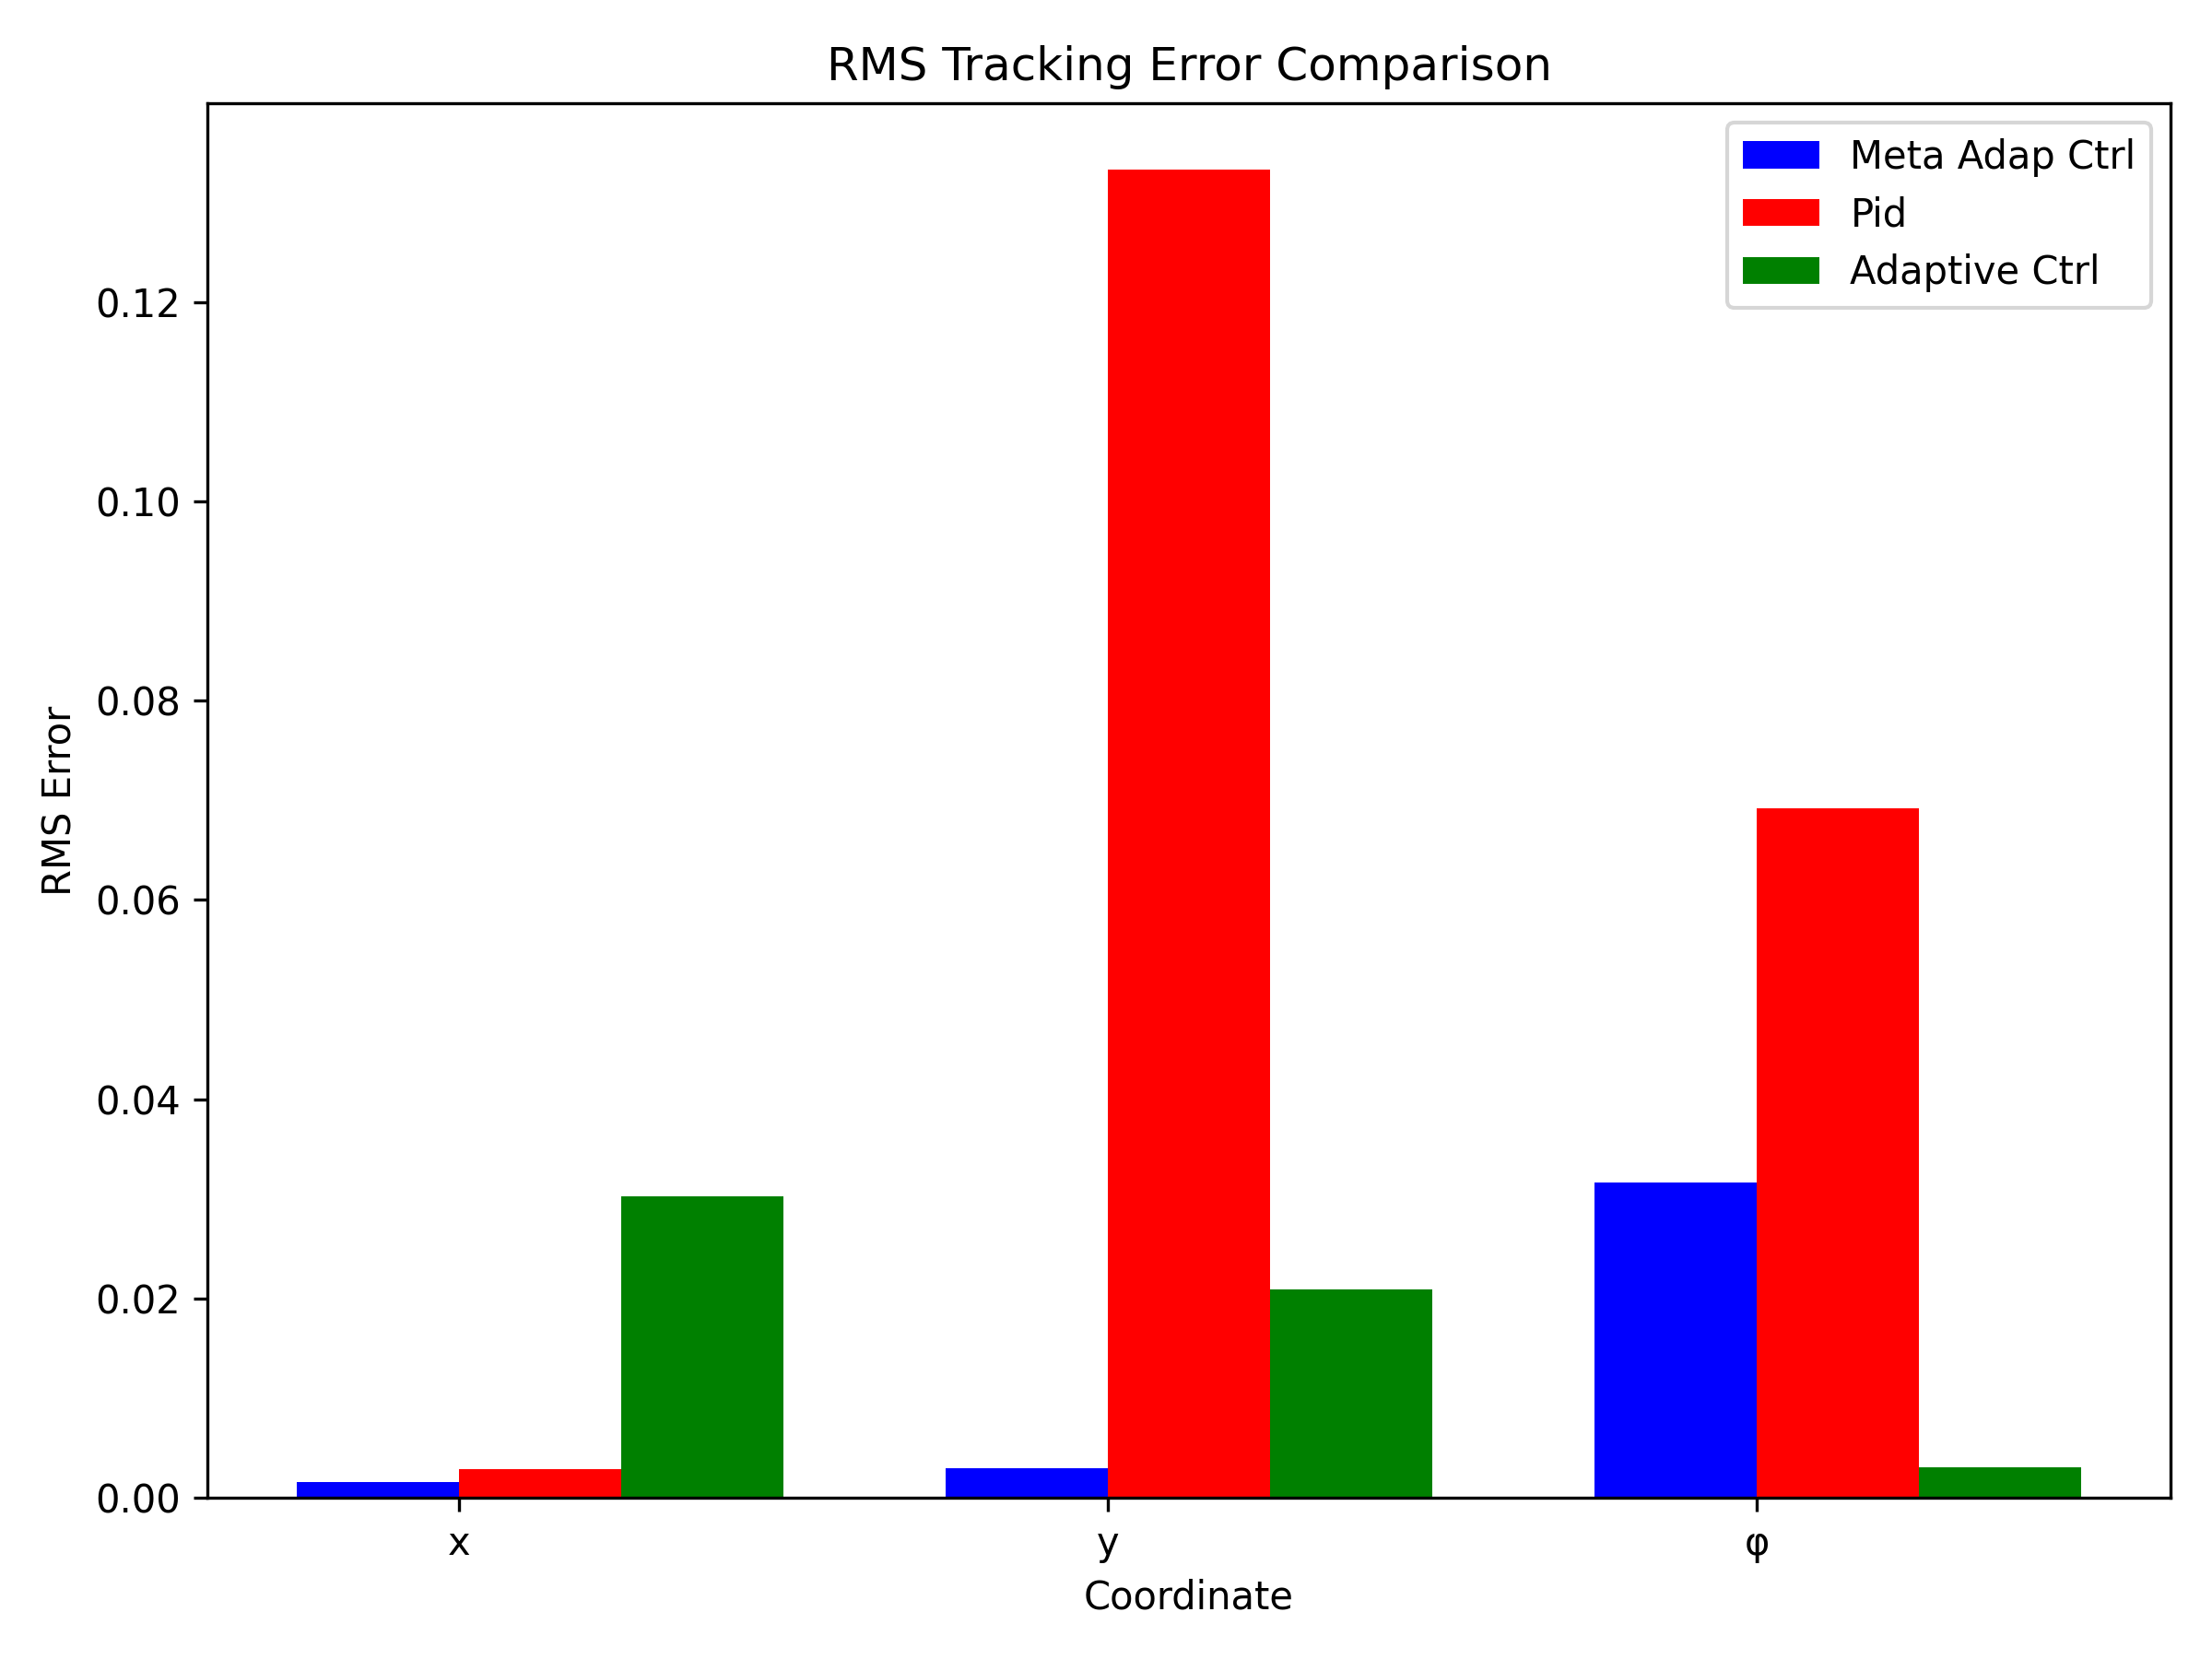 RMS Tracking Error Comparison
Meta Adap Ctrl
Pid
Adaptive Ctrl
RMS Error
0.12
0.10
0.08
0.06
0.04
0.02
0.00
x
y
φ
Coordinate